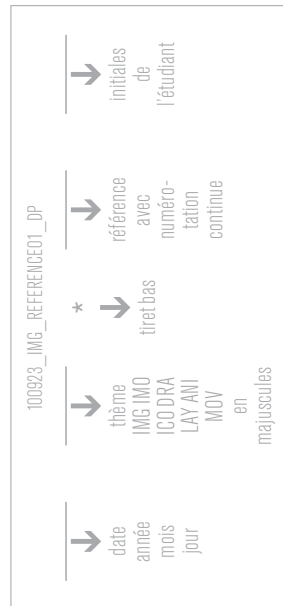 100923_IMG_REFERENCE01_DP
*
date
année
mois
jour
thème
IMG IMO
ICO DRA
LAY ANI
MOV
en
majuscules
tiret bas
référence
avec
numéro-
tation
continue
initiales
de
l'étudiant